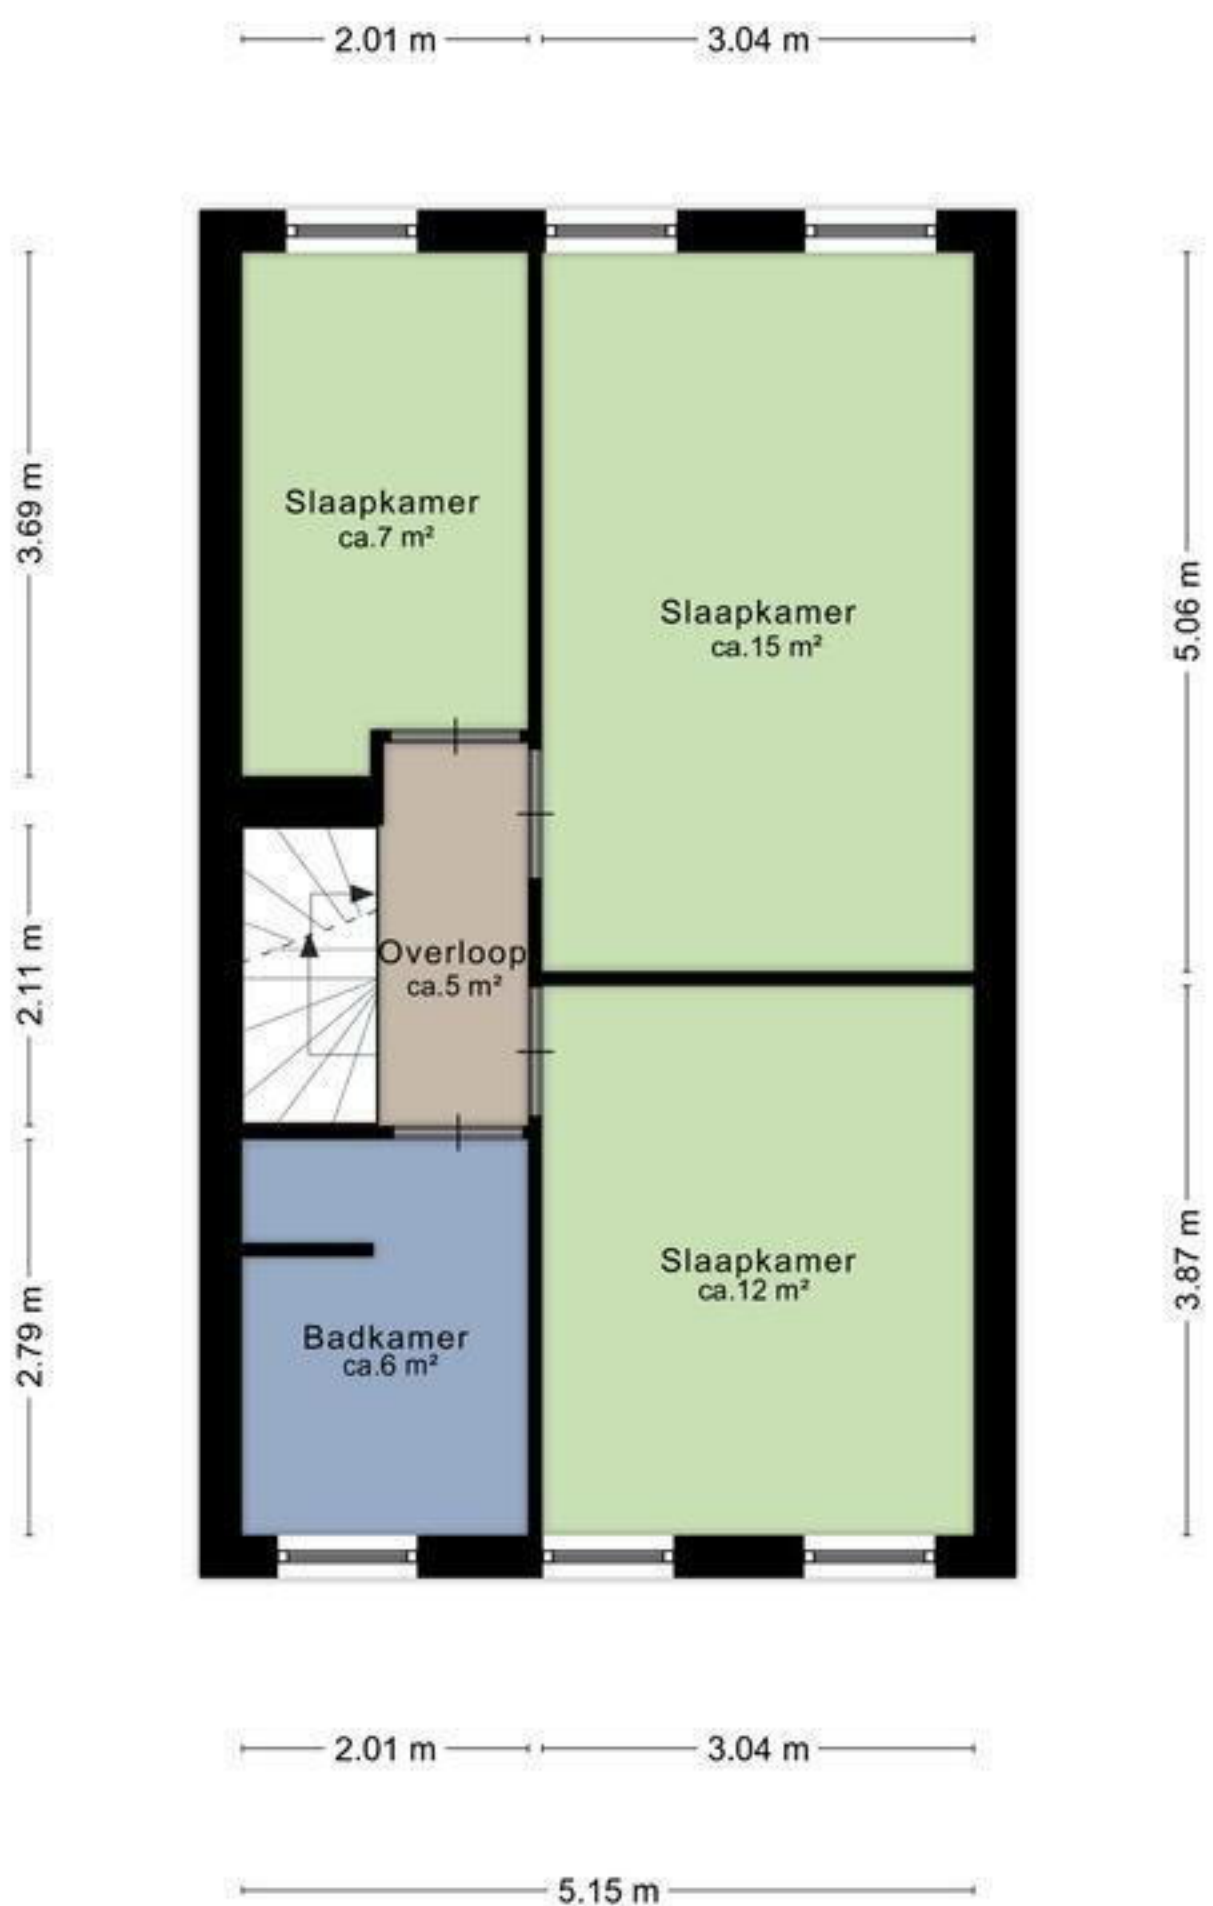 2.01 m
3.04 m
3.69 m
5.06 m
Slaapkamer
ca.7 m²
Slaapkamer
ca.15 m²
2.11 m
Overloop
ca.5 m²
2.79 m
3.87 m
Slaapkamer
ca.12 m²
Badkamer
ca.6 m²
2.01 m
3.04 m
5.15 m